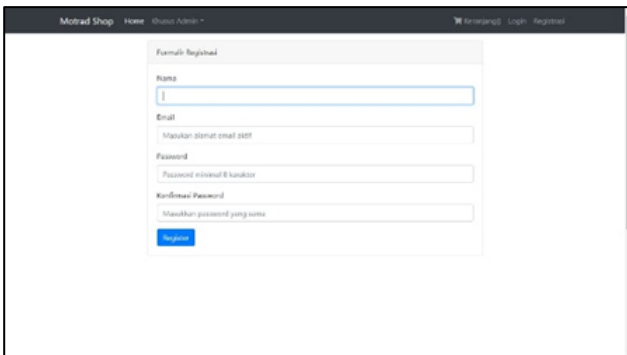 Motrad Shop Home Khusus Admin Keranjang() Login Registrasi
Formulir Registrasi
Nama
Email
Masukan alamat email aktif
Password
Password minimal 8 karakter
Konfirmasi Password
Masukkan password yang sama
Register